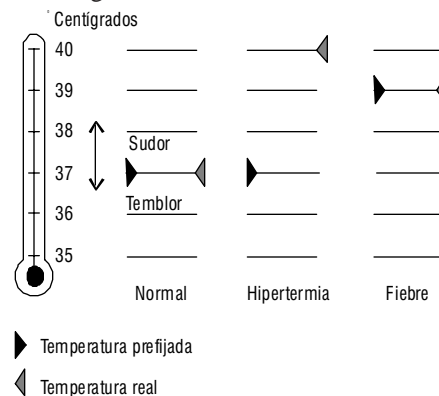 ° Centígrados
40
39
38
Sudor
37
Temblor
36
35
Normal Hipertermia Fiebre
Temperatura prefijada
Temperatura real